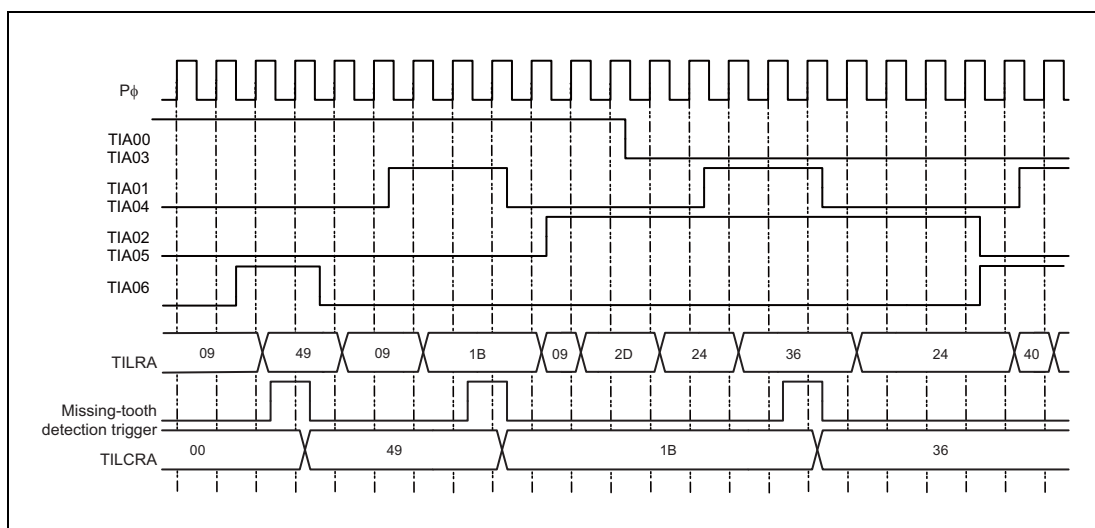 Pϕ
TIA00
TIA03
TIA01
TIA04
TIA02
TIA05
TIA06
TILRA 09 49 09 1B 09 2D 24 36 24 40
Missing-tooth
detection trigger
TILCRA 00 49 1B 36